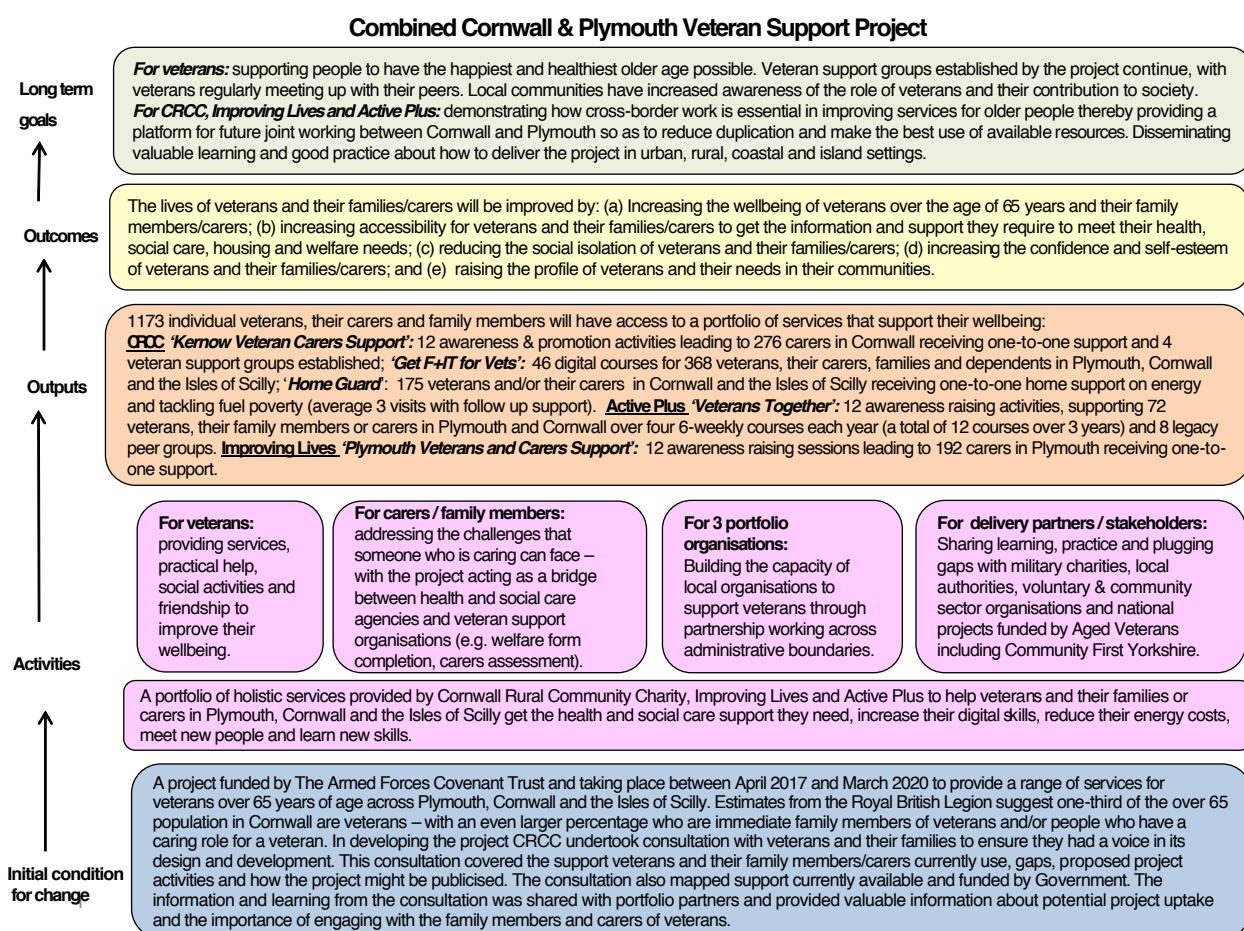 Combined Cornwall & Plymouth Veteran Support Project
Long term
goals
For veterans: supporting people to have the happiest and healthiest older age possible. Veteran support groups established by the project continue, with
veterans regularly meeting up with their peers. Local communities have increased awareness of the role of veterans and their contribution to society.
For CRCC, Improving Lives and Active Plus: demonstrating how cross-border work is essential in improving services for older people thereby providing a
platform for future joint working between Cornwall and Plymouth so as to reduce duplication and make the best use of available resources. Disseminating
valuable learning and good practice about how to deliver the project in urban, rural, coastal and island settings.
Outcomes
The lives of veterans and their families/carers will be improved by: (a) Increasing the wellbeing of veterans over the age of 65 years and their family
members/carers; (b) increasing accessibility for veterans and their families/carers to get the information and support they require to meet their health,
social care, housing and welfare needs; (c) reducing the social isolation of veterans and their families/carers; (d) increasing the confidence and self-esteem
of veterans and their families/carers; and (e) raising the profile of veterans and their needs in their communities.
Outputs
1173 individual veterans, their carers and family members will have access to a portfolio of services that support their wellbeing:
CRCC 'Kernow Veteran Carers Support': 12 awareness & promotion activities leading to 276 carers in Cornwall receiving one-to-one support and 4
veteran support groups established; 'Get F+IT for Vets': 46 digital courses for 368 veterans, their carers, families and dependents in Plymouth, Cornwall
and the Isles of Scilly; 'Home Guard': 175 veterans and/or their carers in Cornwall and the Isles of Scilly receiving one-to-one home support on energy
and tackling fuel poverty (average 3 visits with follow up support). Active Plus 'Veterans Together': 12 awareness raising activities, supporting 72
veterans, their family members or carers in Plymouth and Cornwall over four 6-weekly courses each year (a total of 12 courses over 3 years) and 8 legacy
peer groups. Improving Lives 'Plymouth Veterans and Carers Support': 12 awareness raising sessions leading to 192 carers in Plymouth receiving one-to-
one support.
Activities
For veterans:
providing services,
practical help,
social activities and
friendship to
improve their
wellbeing.
For carers / family members:
addressing the challenges that
someone who is caring can face –
with the project acting as a bridge
between health and social care
agencies and veteran support
organisations (e.g. welfare form
completion, carers assessment).
For 3 portfolio
organisations:
Building the capacity of
local organisations to
support veterans through
partnership working across
administrative boundaries.
For delivery partners / stakeholders:
Sharing learning, practice and plugging
gaps with military charities, local
authorities, voluntary & community
sector organisations and national
projects funded by Aged Veterans
including Community First Yorkshire.
A portfolio of holistic services provided by Cornwall Rural Community Charity, Improving Lives and Active Plus to help veterans and their families or
carers in Plymouth, Cornwall and the Isles of Scilly get the health and social care support they need, increase their digital skills, reduce their energy costs,
meet new people and learn new skills.
Initial condition
for change
A project funded by The Armed Forces Covenant Trust and taking place between April 2017 and March 2020 to provide a range of services for
veterans over 65 years of age across Plymouth, Cornwall and the Isles of Scilly. Estimates from the Royal British Legion suggest one-third of the over 65
population in Cornwall are veterans – with an even larger percentage who are immediate family members of veterans and/or people who have a
caring role for a veteran. In developing the project CRCC undertook consultation with veterans and their families to ensure they had a voice in its
design and development. This consultation covered the support veterans and their family members/carers currently use, gaps, proposed project
activities and how the project might be publicised. The consultation also mapped support currently available and funded by Government. The
information and learning from the consultation was shared with portfolio partners and provided valuable information about potential project uptake
and the importance of engaging with the family members and carers of veterans.